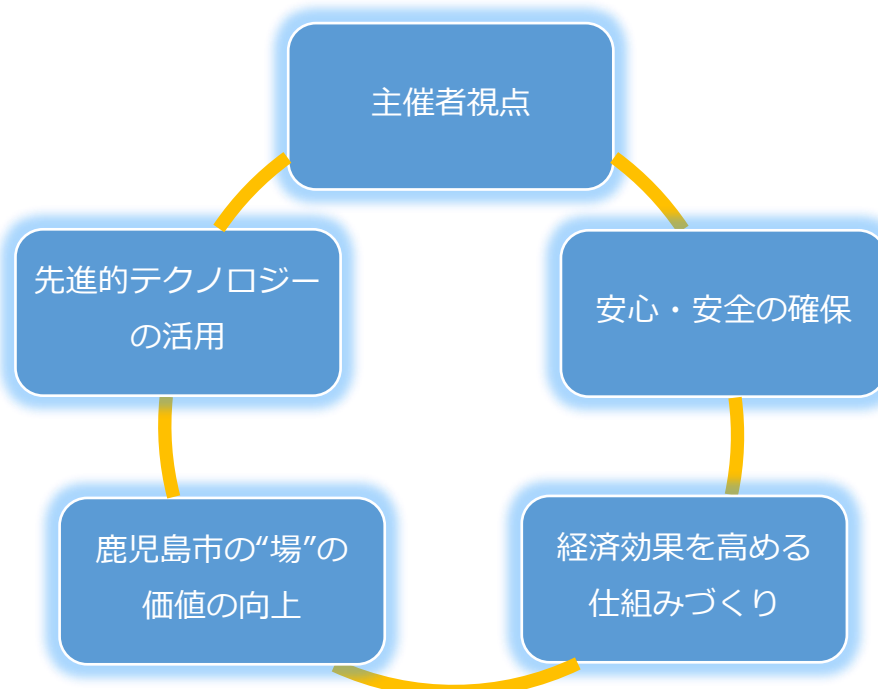 主催者視点
先進的テクノロジー
の活用
安心・安全の確保
鹿児島市の“場”の
価値の向上
経済効果を高める
仕組みづくり